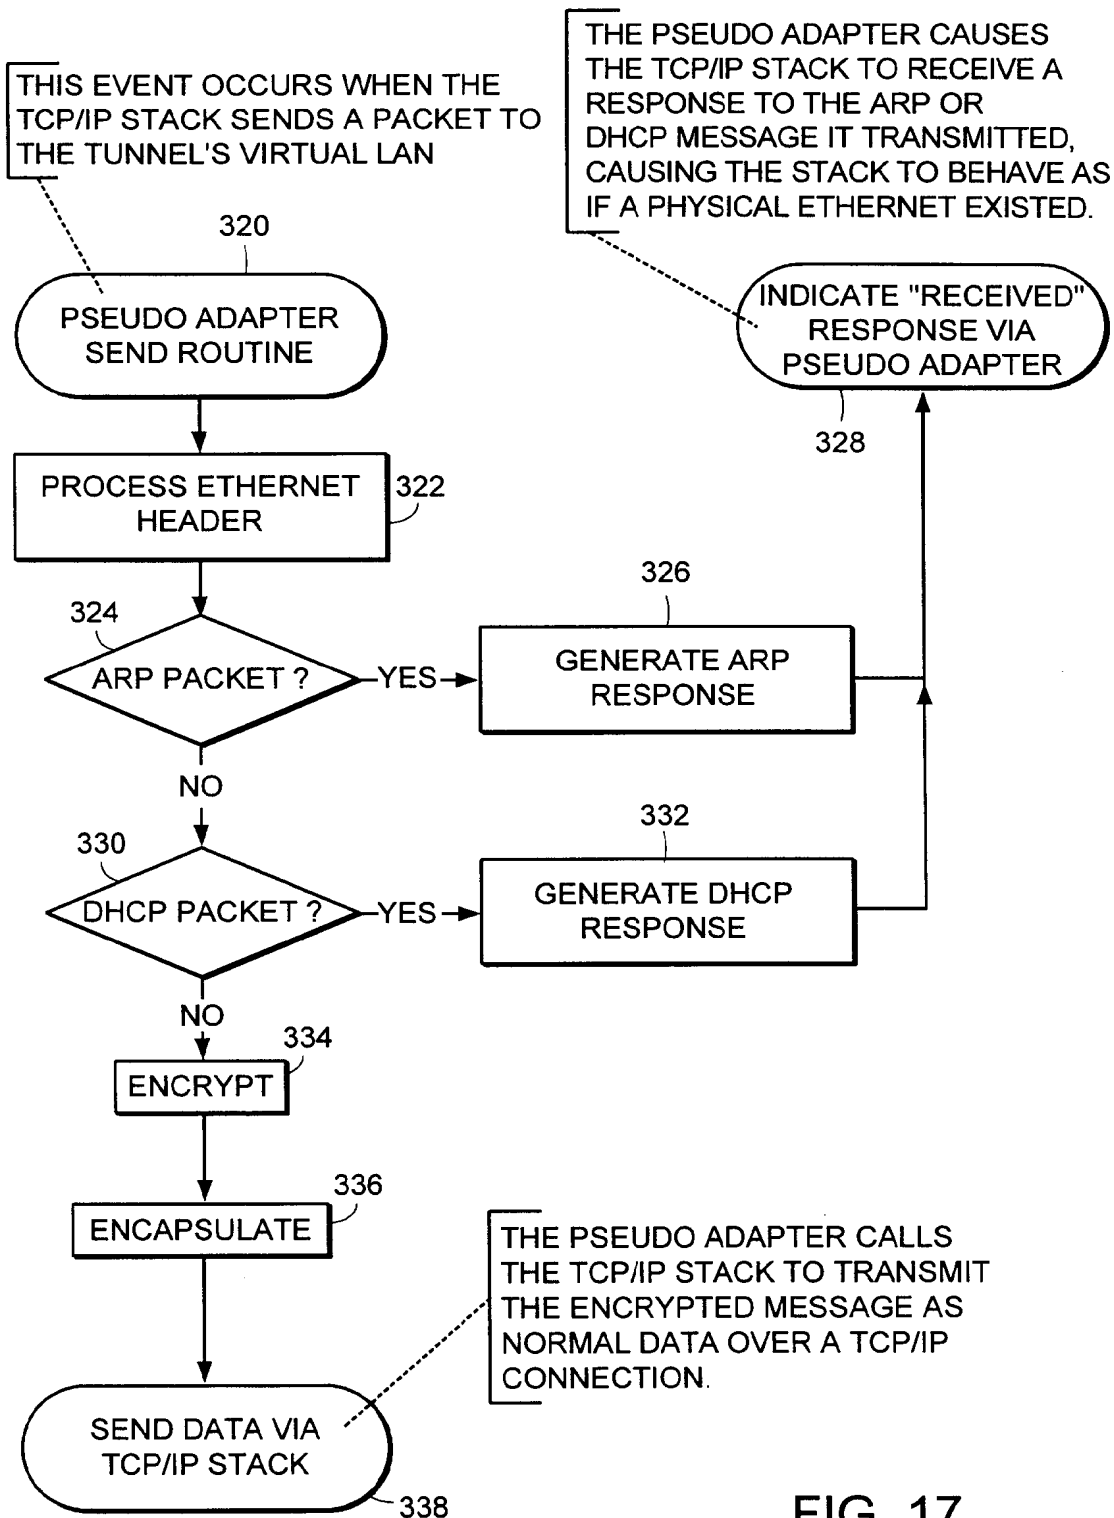 THIS EVENT OCCURS WHEN THE
TCP/IP STACK SENDS A PACKET TO
THE TUNNEL'S VIRTUAL LAN
THE PSEUDO ADAPTER CAUSES
THE TCP/IP STACK TO RECEIVE A
RESPONSE TO THE ARP OR
DHCP MESSAGE IT TRANSMITTED,
CAUSING THE STACK TO BEHAVE AS
IF A PHYSICAL ETHERNET EXISTED.
320
PSEUDO ADAPTER
SEND ROUTINE
INDICATE "RECEIVED"
RESPONSE VIA
PSEUDO ADAPTER
328
PROCESS ETHERNET
HEADER
322
324
ARP PACKET ?
YES
326
GENERATE ARP
RESPONSE
NO
330
DHCP PACKET ?
YES
332
GENERATE DHCP
RESPONSE
NO
334
ENCRYPT
336
ENCAPSULATE
THE PSEUDO ADAPTER CALLS
THE TCP/IP STACK TO TRANSMIT
THE ENCRYPTED MESSAGE AS
NORMAL DATA OVER A TCP/IP
CONNECTION.
SEND DATA VIA
TCP/IP STACK
338
FIG. 17